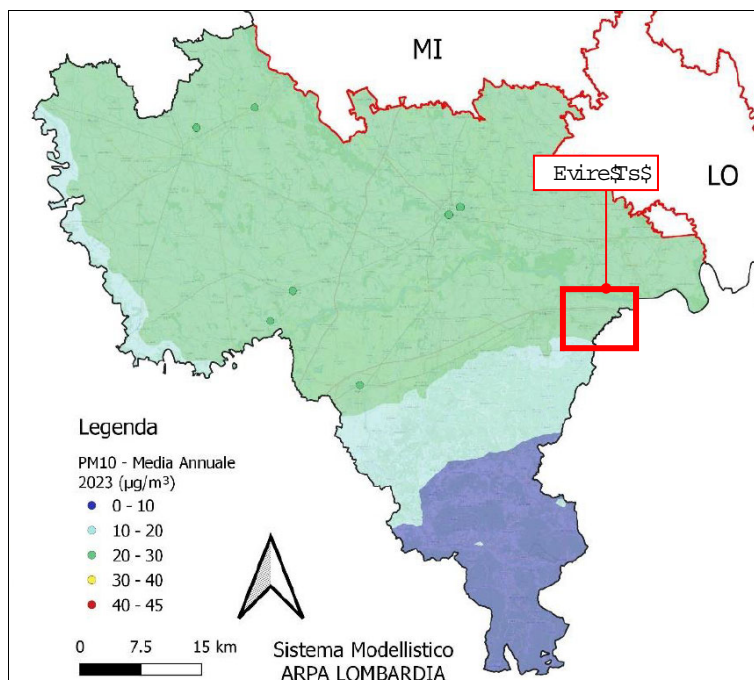 MI
Evire$Ts$
LO
Legenda
PM10 - Media Annuale
2023 (µg/m³)
0 - 10
10 - 20
20 - 30
30 - 40
40 - 45
0 7.5 15 km
Sistema Modellistico
ARPA LOMBARDIA